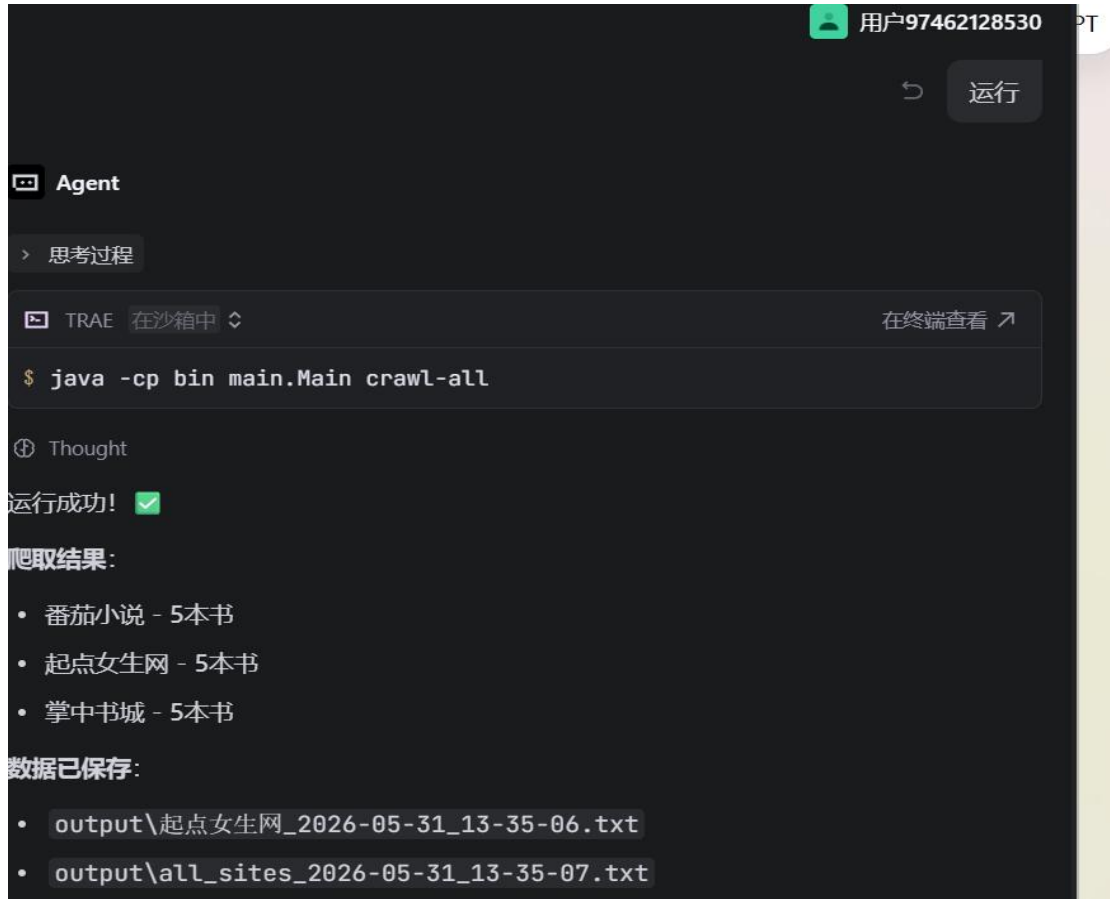 用户97462128530
PT
运行
Agent
思考过程
TRAE 在沙箱中 在终端查看
$ java -cp bin main.Main crawl-all
Thought
运行成功! ✅
爬取结果:
• 番茄小说 - 5本书
• 起点女生网 - 5本书
• 掌中书城 - 5本书
数据已保存:
• output\起点女生网_2026-05-31_13-35-06.txt
• output\all_sites_2026-05-31_13-35-07.txt